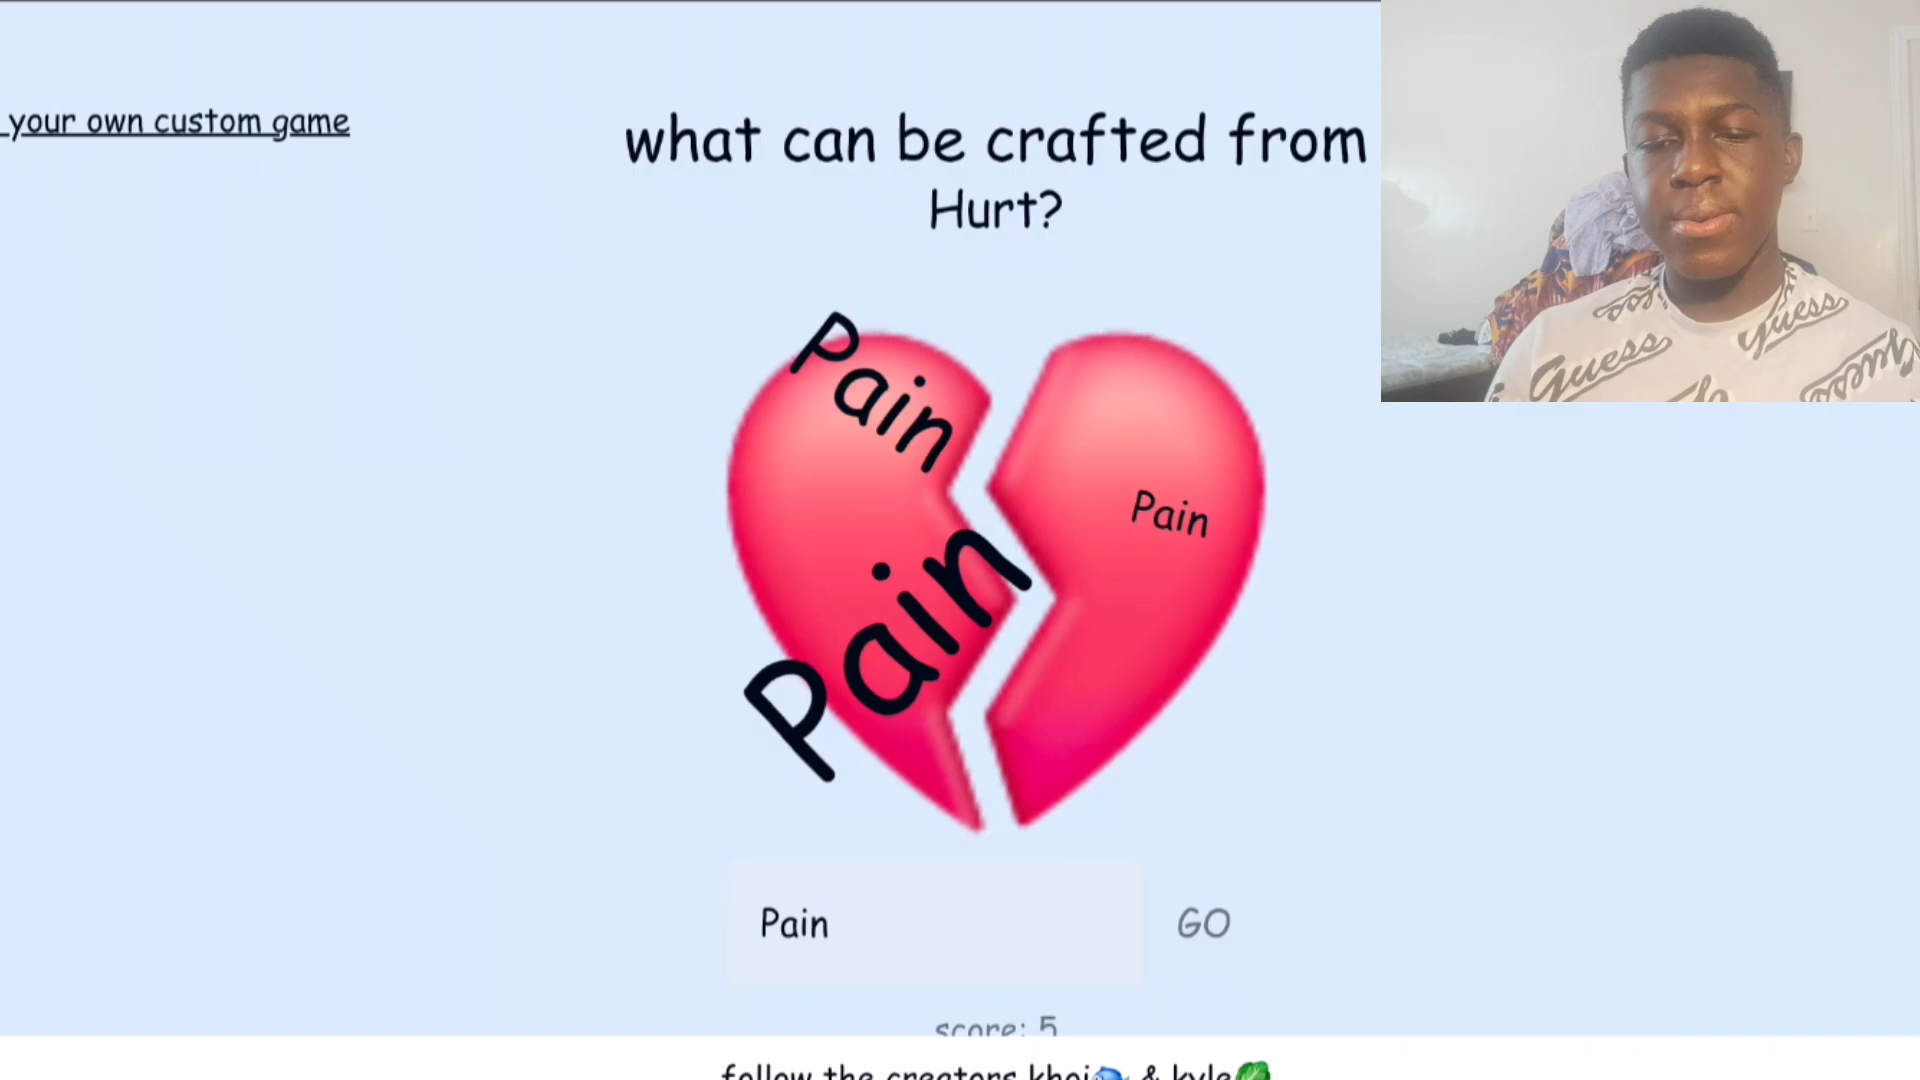 your own custom game
what can be crafted from
Hurt?
Pain
Pain
Pain
Pain
GO
score: 5
follow the creators khoi🐟 & kyle🥬
Guess
Guess
Guess